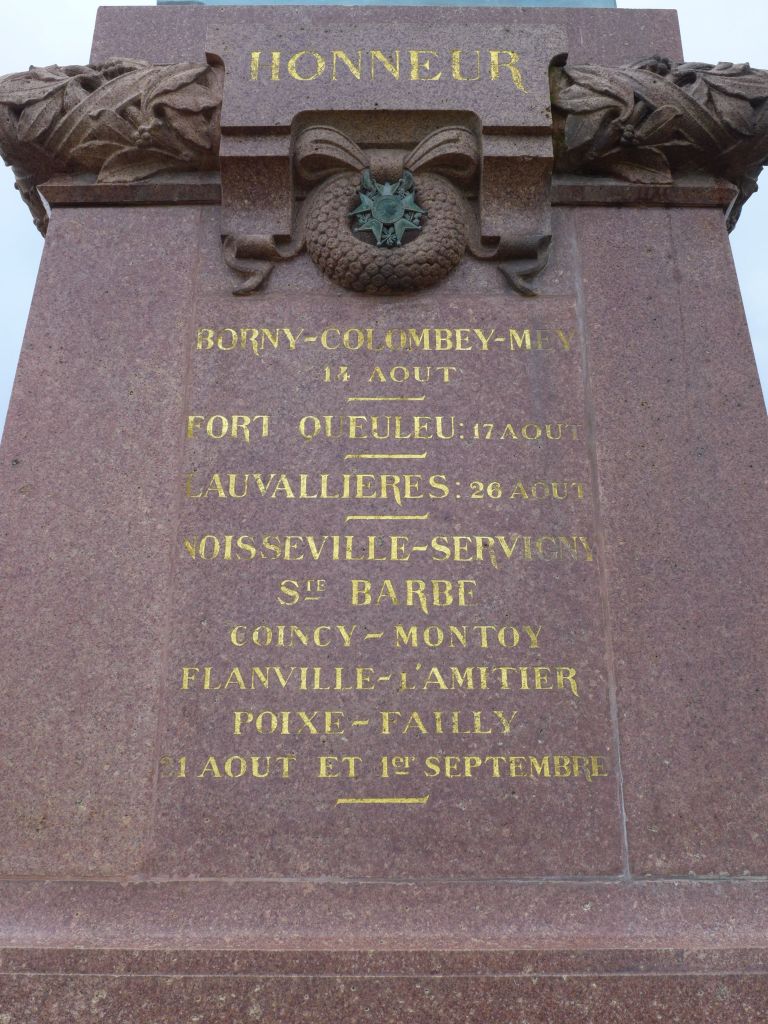 HONNEUR
BORNY-COLOMBEY-MEY
14 AOUT
FORT QUEULEU: 17 AOUT
LAUVALLIERES: 26 AOUT
NOISSEVILLE-SERVIGNY
STE BARBE
COINCY-MONTOY
FLANVILLE-L'AMITIER
POIXE-FAILLY
31 AOUT ET 1er SEPTEMBRE